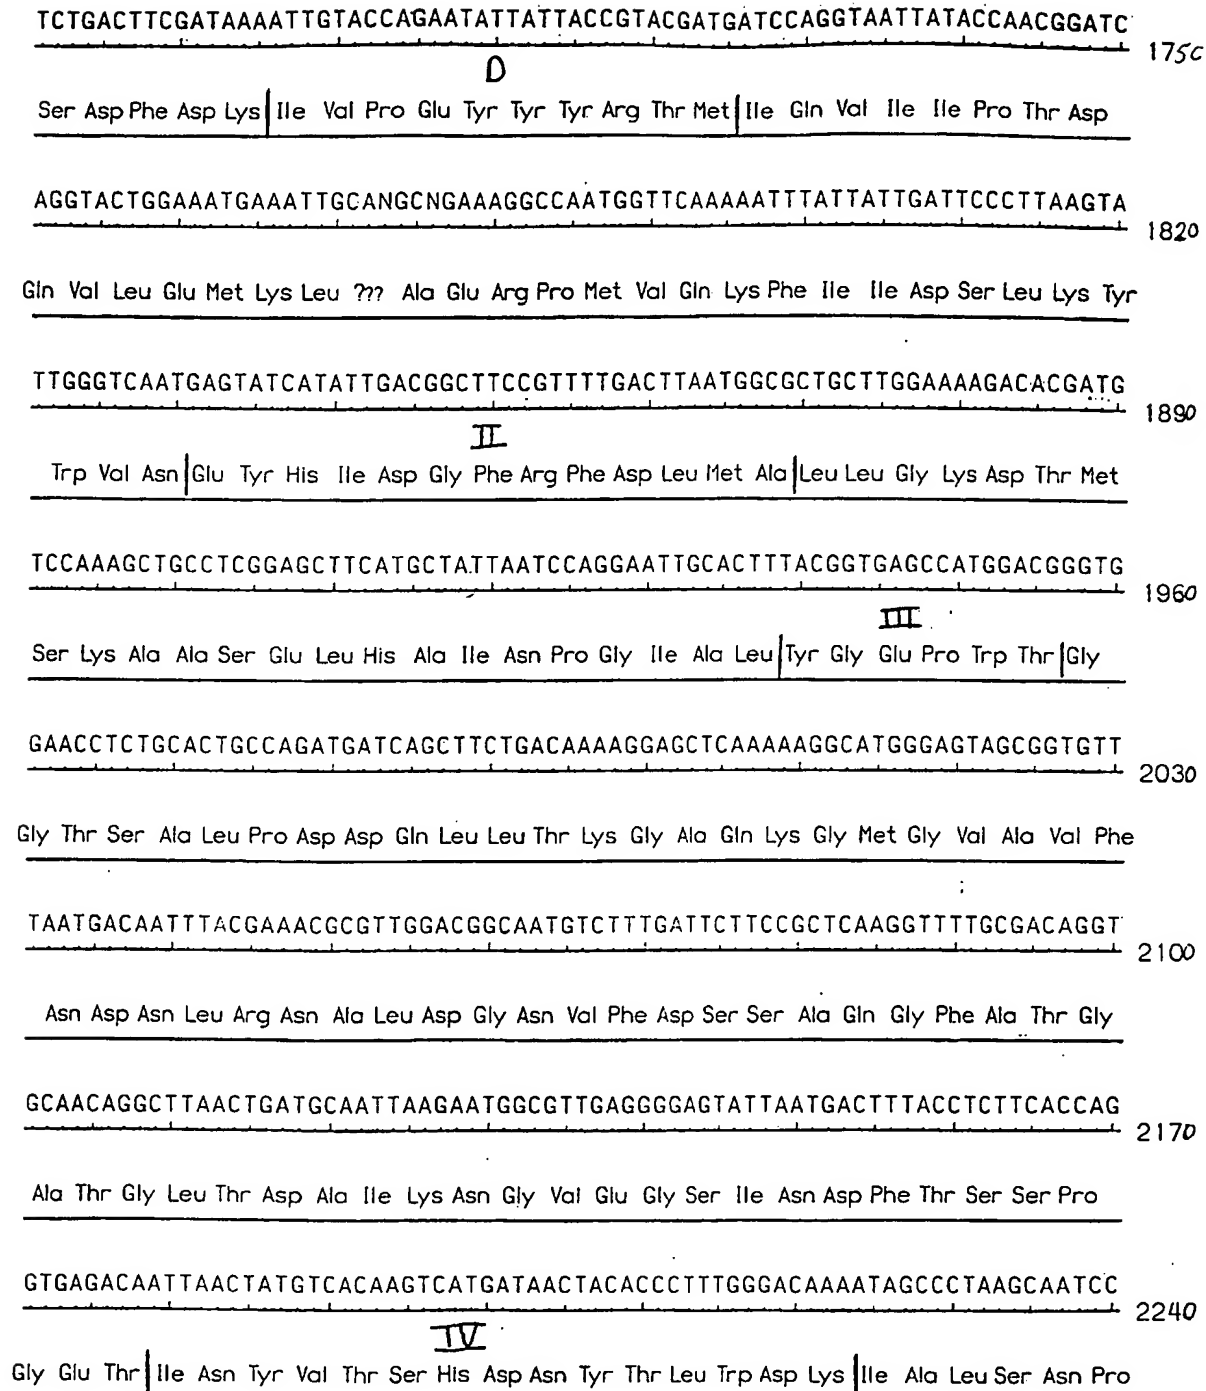 TCTGACTTCGATAAAATTGTACCAGAATATTATTACCGTACGATGATCCAGGTAATTATACCAACGGATC
175C
D
Ser Asp Phe Asp Lys|Ile Val Pro Glu Tyr Tyr Tyr Arg Thr Met|Ile Gln Val Ile Ile Pro Thr Asp
AGGTACTGGAAATGAAATTGCANGCNGAAAGGCCAATGGTTCAAAAATTTATTATTGATTCCCTTAAGTA
1820
Gln Val Leu Glu Met Lys Leu ??? Ala Glu Arg Pro Met Val Gln Lys Phe Ile Ile Asp Ser Leu Lys Tyr
TTGGGTCAATGAGTATCATATTGACGGCTTCCGTTTTGACTTAATGGCGCTGCTTGGAAAAGACACGATG
1890
II
Trp Val Asn|Glu Tyr His Ile Asp Gly Phe Arg Phe Asp Leu Met Ala|Leu Leu Gly Lys Asp Thr Met
TCCAAAGCTGCCTCGGAGCTTCATGCTATTAATCCAGGAATTGCACTTTACGGTGAGCCATGGACGGGTG
1960
III
Ser Lys Ala Ala Ser Glu Leu His Ala Ile Asn Pro Gly Ile Ala Leu|Tyr Gly Glu Pro Trp Thr|Gly
GAACCTCTGCACTGCCAGATGATCAGCTTCTGACAAAAGGAGCTCAAAAAGGCATGGGAGTAGCGGTGTT
2030
Gly Thr Ser Ala Leu Pro Asp Asp Gln Leu Leu Thr Lys Gly Ala Gln Lys Gly Met Gly Val Ala Val Phe
TAATGACAATTTACGAAACGCGTTGGACGGCAATGTCTTTGATTCTTCCGCTCAAGGTTTTGCGACAGGT
2100
Asn Asp Asn Leu Arg Asn Ala Leu Asp Gly Asn Val Phe Asp Ser Ser Ala Gln Gly Phe Ala Thr Gly
GCAACAGGCTTAACTGATGCAATTAAGAATGGCGTTGAGGGGAGTATTAATGACTTTACCTCTTCACCAG
2170
Ala Thr Gly Leu Thr Asp Ala Ile Lys Asn Gly Val Glu Gly Ser Ile Asn Asp Phe Thr Ser Ser Pro
GTGAGACAATTAACTATGTCACAAGTCATGATAACTACACCCTTTGGGACAAAATAGCCCTAAGCAATCC
2240
IV
Gly Glu Thr|Ile Asn Tyr Val Thr Ser His Asp Asn Tyr Thr Leu Trp Asp Lys|Ile Ala Leu Ser Asn Pro